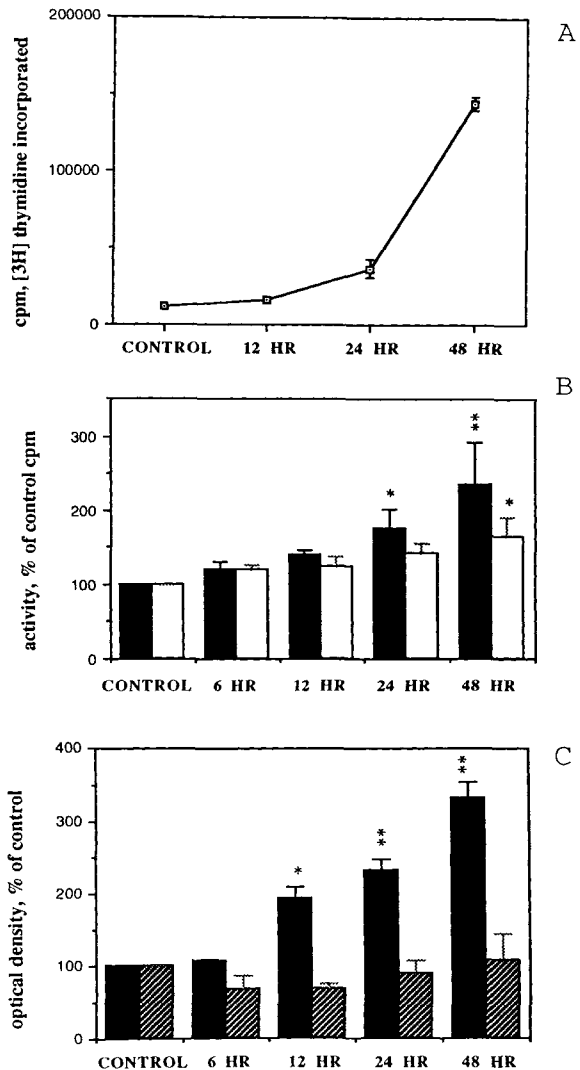 A
cpm, [3H] thymidine incorporated
200000
100000
0
CONTROL 12 HR 24 HR 48 HR
B
activity, % of control cpm
300
200
100
0
* ** *
CONTROL 6 HR 12 HR 24 HR 48 HR
C
optical density, % of control
400
300
200
100
0
* ** **
CONTROL 6 HR 12 HR 24 HR 48 HR